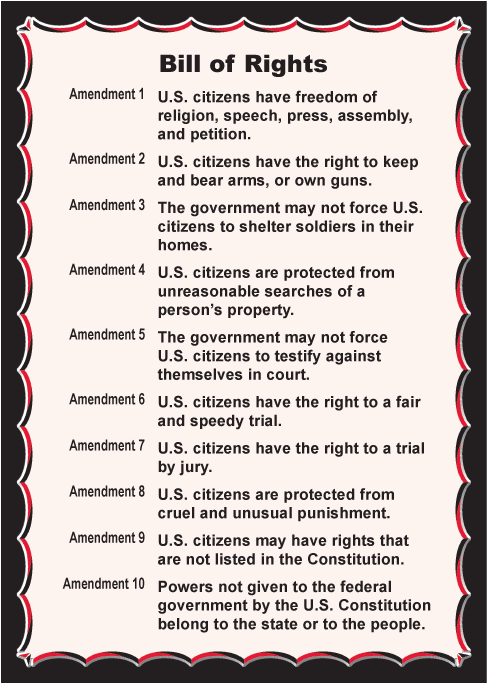 Bill of Rights
Amendment 1 U.S. citizens have freedom of
religion, speech, press, assembly,
and petition.
Amendment 2 U.S. citizens have the right to keep
and bear arms, or own guns.
Amendment 3 The government may not force U.S.
citizens to shelter soldiers in their
homes.
Amendment 4 U.S. citizens are protected from
unreasonable searches of a
person's property.
Amendment 5 The government may not force
U.S. citizens to testify against
themselves in court.
Amendment 6 U.S. citizens have the right to a fair
and speedy trial.
Amendment 7 U.S. citizens have the right to a trial
by jury.
Amendment 8 U.S. citizens are protected from
cruel and unusual punishment.
Amendment 9 U.S. citizens may have rights that
are not listed in the Constitution.
Amendment 10 Powers not given to the federal
government by the U.S. Constitution
belong to the state or to the people.